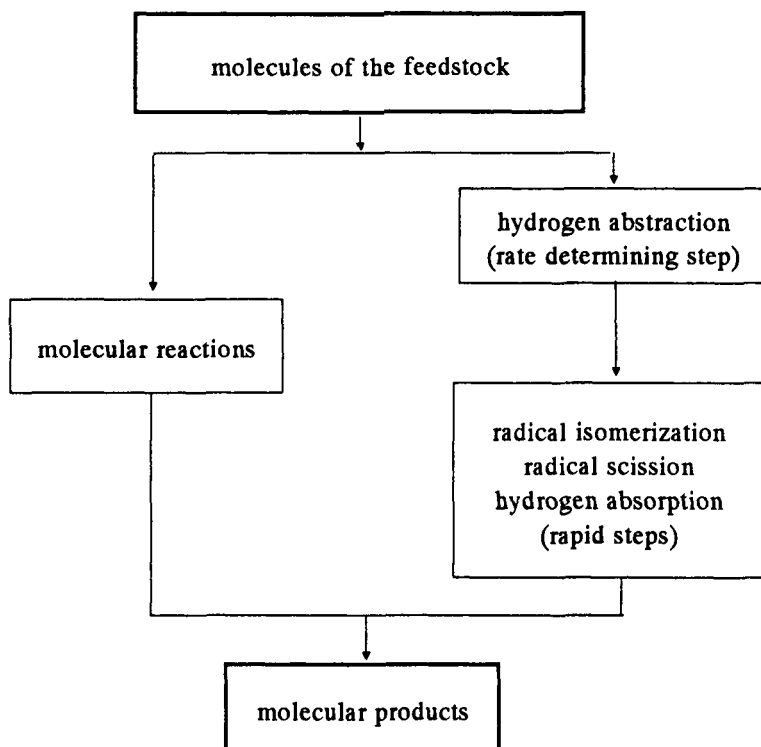 molecules of the feedstock
hydrogen abstraction
(rate determining step)
molecular reactions
radical isomerization
radical scission
hydrogen absorption
(rapid steps)
molecular products